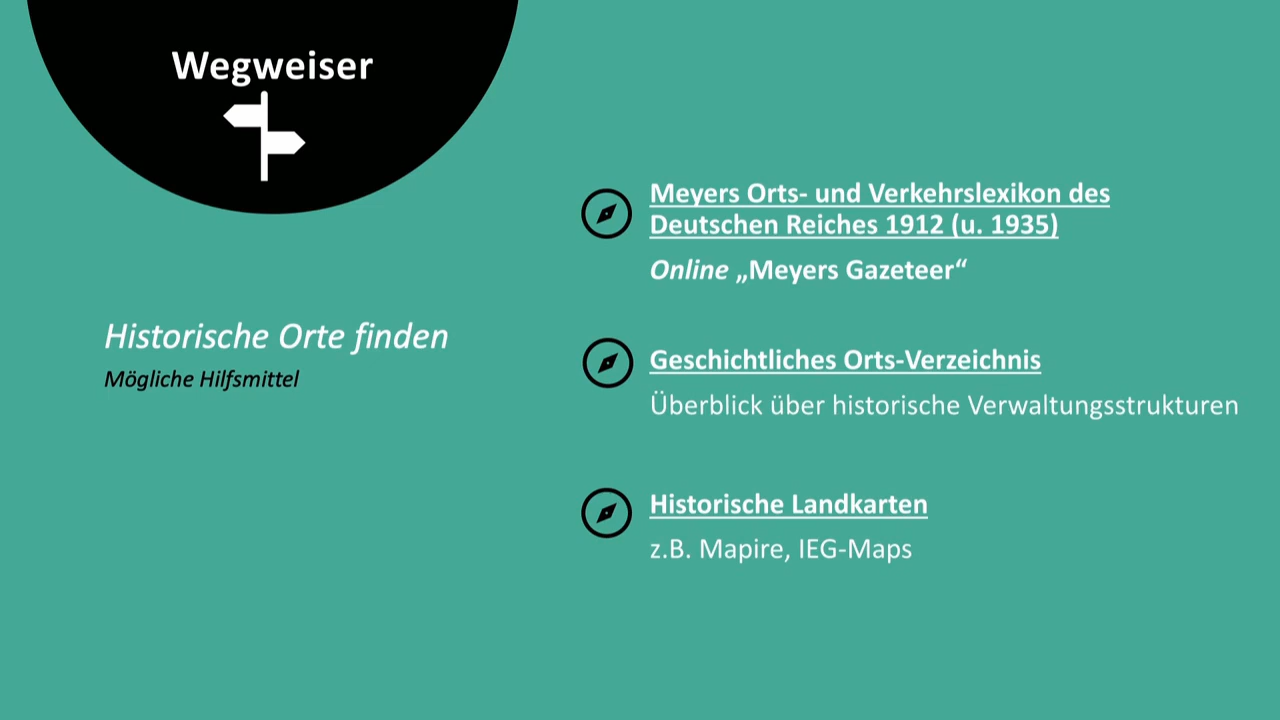 Wegweiser
Historische Orte finden
Mögliche Hilfsmittel
Meyers Orts- und Verkehrslexikon des
Deutschen Reiches 1912 (u. 1935)
Online „Meyers Gazeteer“
Geschichtliches Orts-Verzeichnis
Überblick über historische Verwaltungsstrukturen
Historische Landkarten
z.B. Mapire, IEG-Maps